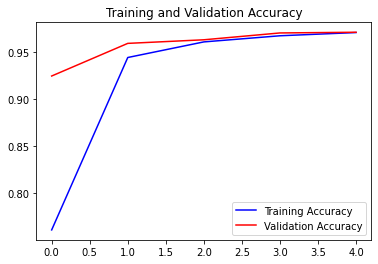 Training and Validation Accuracy
0.95
0.90
0.85
0.80
0.0 0.5 1.0 1.5 2.0 2.5 3.0 3.5 4.0
Training Accuracy
Validation Accuracy